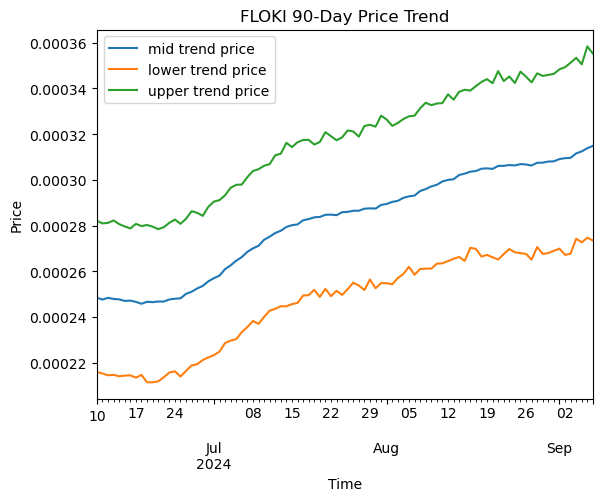 FLOKI 90-Day Price Trend
mid trend price
lower trend price
upper trend price
0.00036
0.00034
0.00032
0.00030
0.00028
0.00026
0.00024
0.00022
Price
10 17 24 08 15 22 29 05 12 19 26 02
Jul Aug Sep
2024
Time